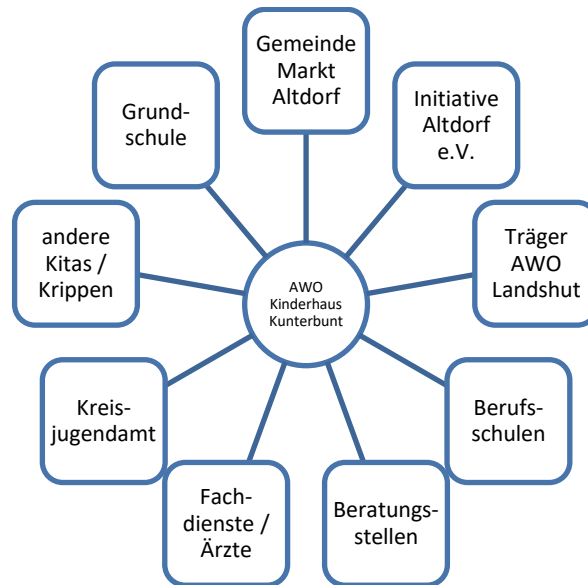 Gemeinde
Markt
Altdorf
Initiative
Altdorf
e.V.
Träger
AWO
Landshut
Berufs-
schulen
Beratungs-
stellen
Fach-
dienste /
Ärzte
Kreis-
jugendamt
andere
Kitas /
Krippen
Grund-
schule
AWO
Kinderhaus
Kunterbunt